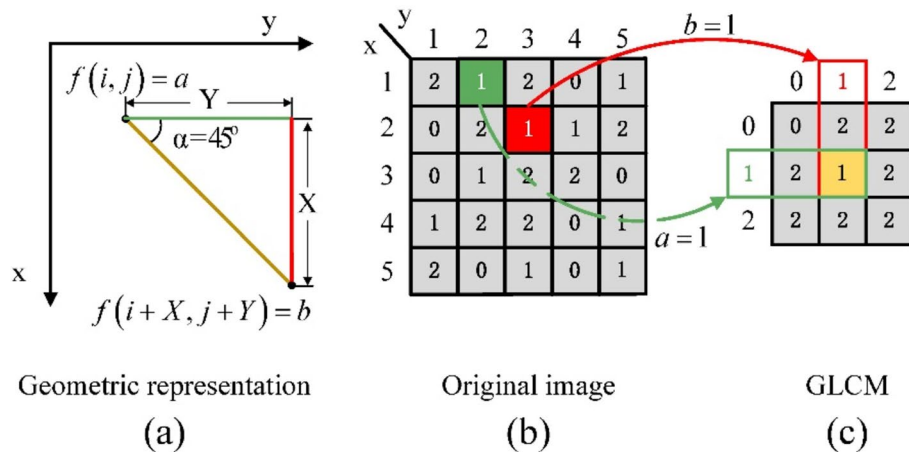 y
x
f(i, j)=a
Y
α=45°
X
f(i+X, j+Y)=b
Geometric representation
(a)
y
x
1 2 3 4 5
1 2 1 2 0 1
2 0 2 1 1 2
3 0 1 2 2 0
4 1 2 2 0 1
5 2 0 1 0 1
Original image
(b)
b=1
a=1
0 1 2
0 0 2 2
1 2 1 2
2 2 2 2
GLCM
(c)